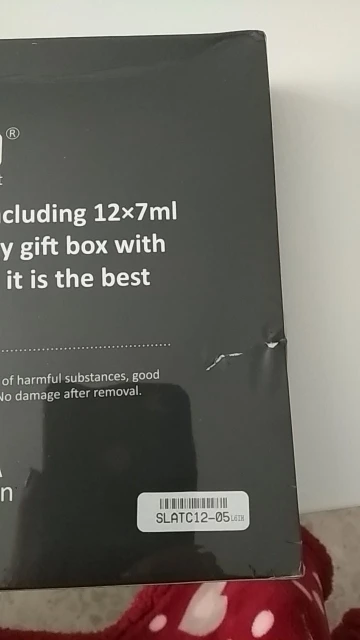 ®
t
cluding 12×7ml
y gift box with
it is the best
of harmful substances, good
No damage after removal.
A
n
SLATC12-05